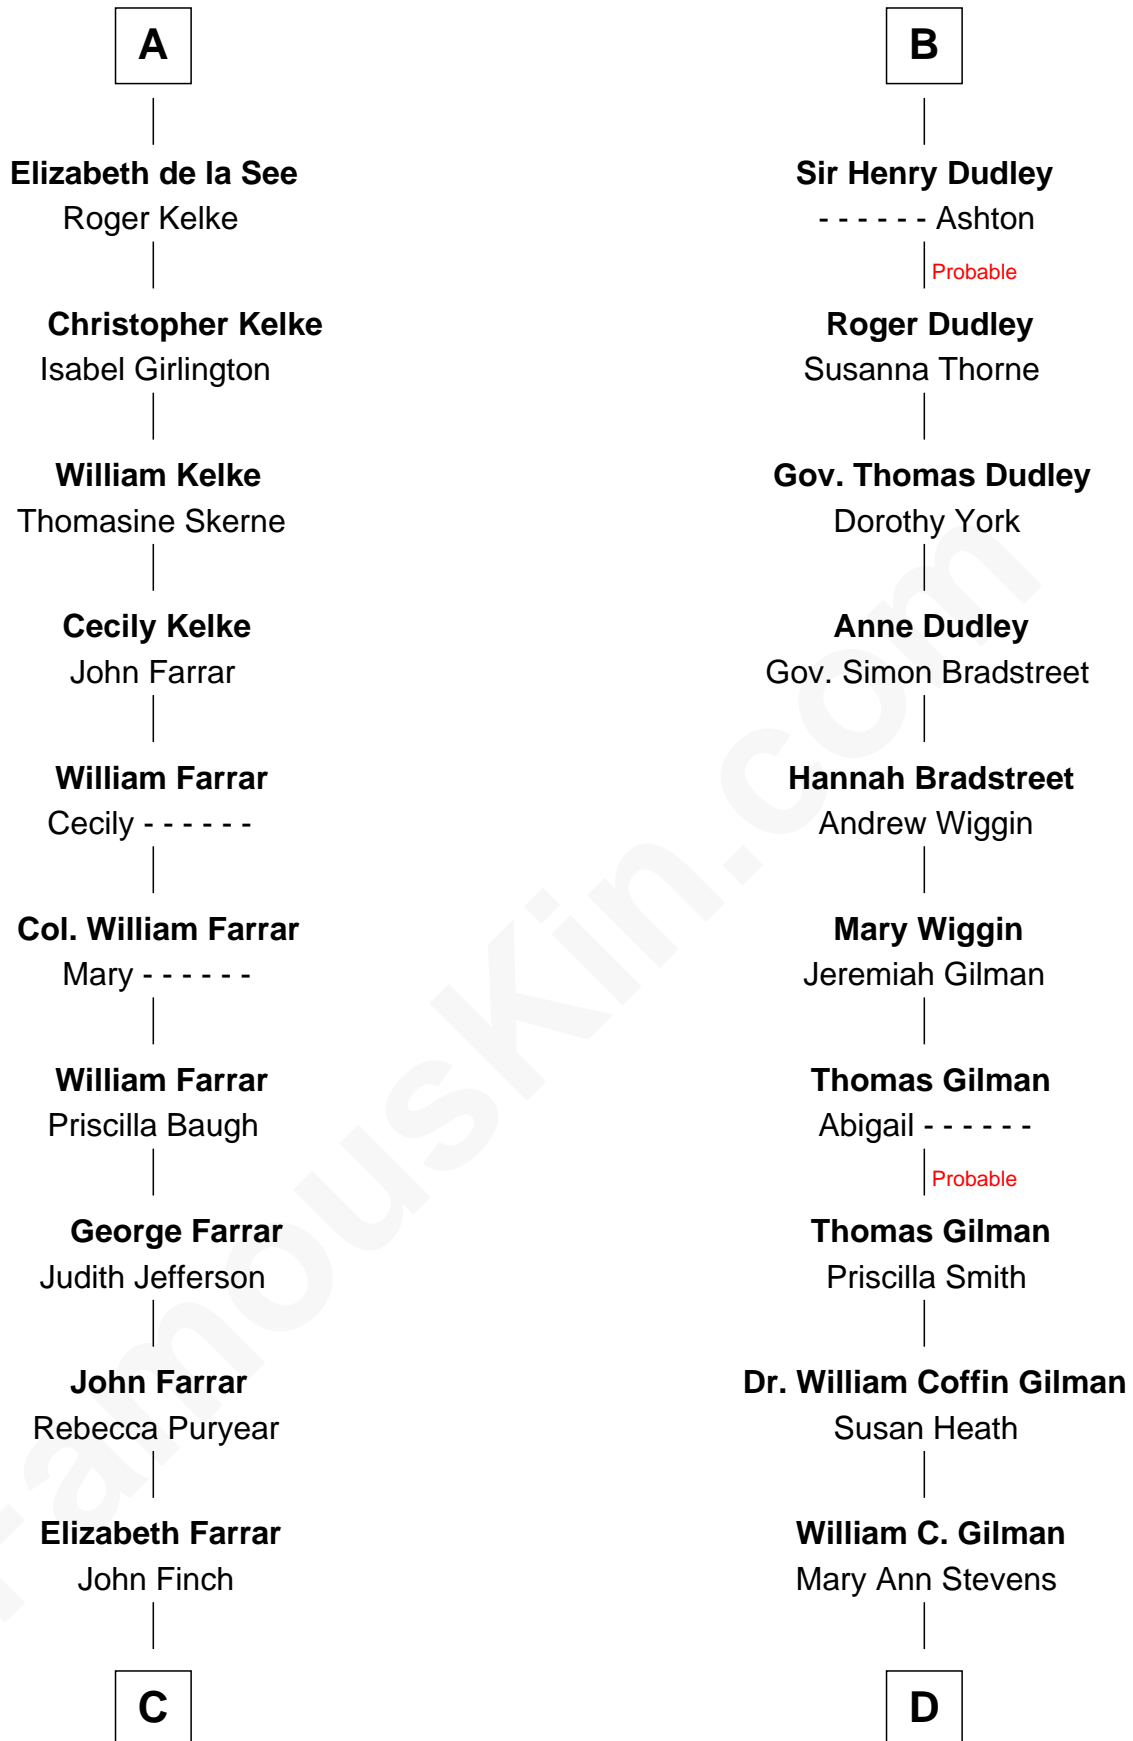 A
Elizabeth de la See
Roger Kelke
Christopher Kelke
Isabel Girlington
William Kelke
Thomasine Skerne
Cecily Kelke
John Farrar
William Farrar
Cecily - - - - - -
Col. William Farrar
Mary - - - - - -
William Farrar
Priscilla Baugh
George Farrar
Judith Jefferson
John Farrar
Rebecca Puryear
Elizabeth Farrar
John Finch
C
B
Sir Henry Dudley
- - - - - - Ashton
Probable
Roger Dudley
Susanna Thorne
Gov. Thomas Dudley
Dorothy York
Anne Dudley
Gov. Simon Bradstreet
Hannah Bradstreet
Andrew Wiggin
Mary Wiggin
Jeremiah Gilman
Thomas Gilman
Abigail - - - - - -
Probable
Thomas Gilman
Priscilla Smith
Dr. William Coffin Gilman
Susan Heath
William C. Gilman
Mary Ann Stevens
D
FamousKin.com